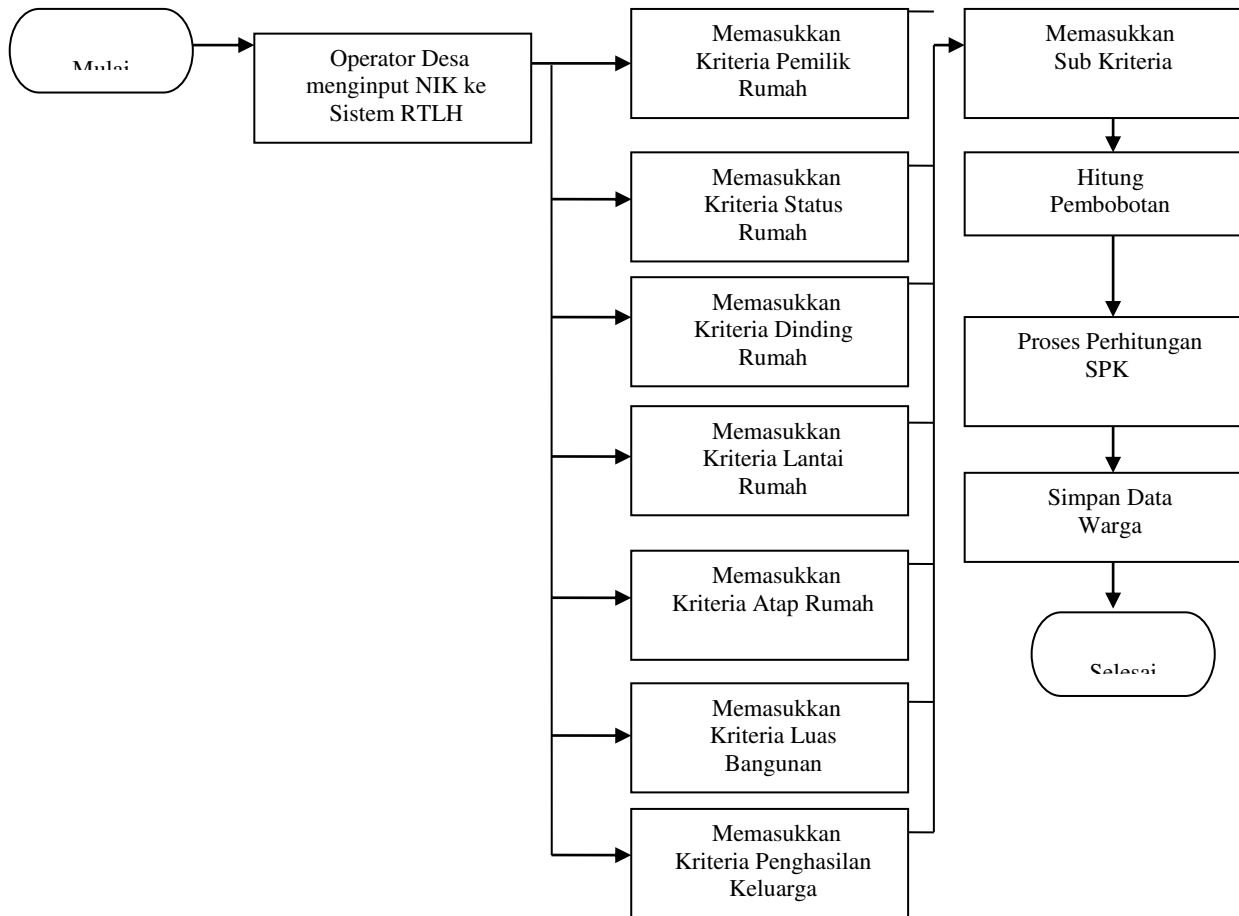 Mulai
Operator Desa
menginput NIK ke
Sistem RTLH
Memasukkan
Kriteria Pemilik
Rumah
Memasukkan
Kriteria Status
Rumah
Memasukkan
Kriteria Dinding
Rumah
Memasukkan
Kriteria Lantai
Rumah
Memasukkan
Kriteria Atap Rumah
Memasukkan
Kriteria Luas
Bangunan
Memasukkan
Kriteria Penghasilan
Keluarga
Memasukkan
Sub Kriteria
Hitung
Pembobotan
Proses Perhitungan
SPK
Simpan Data
Warga
Selesai